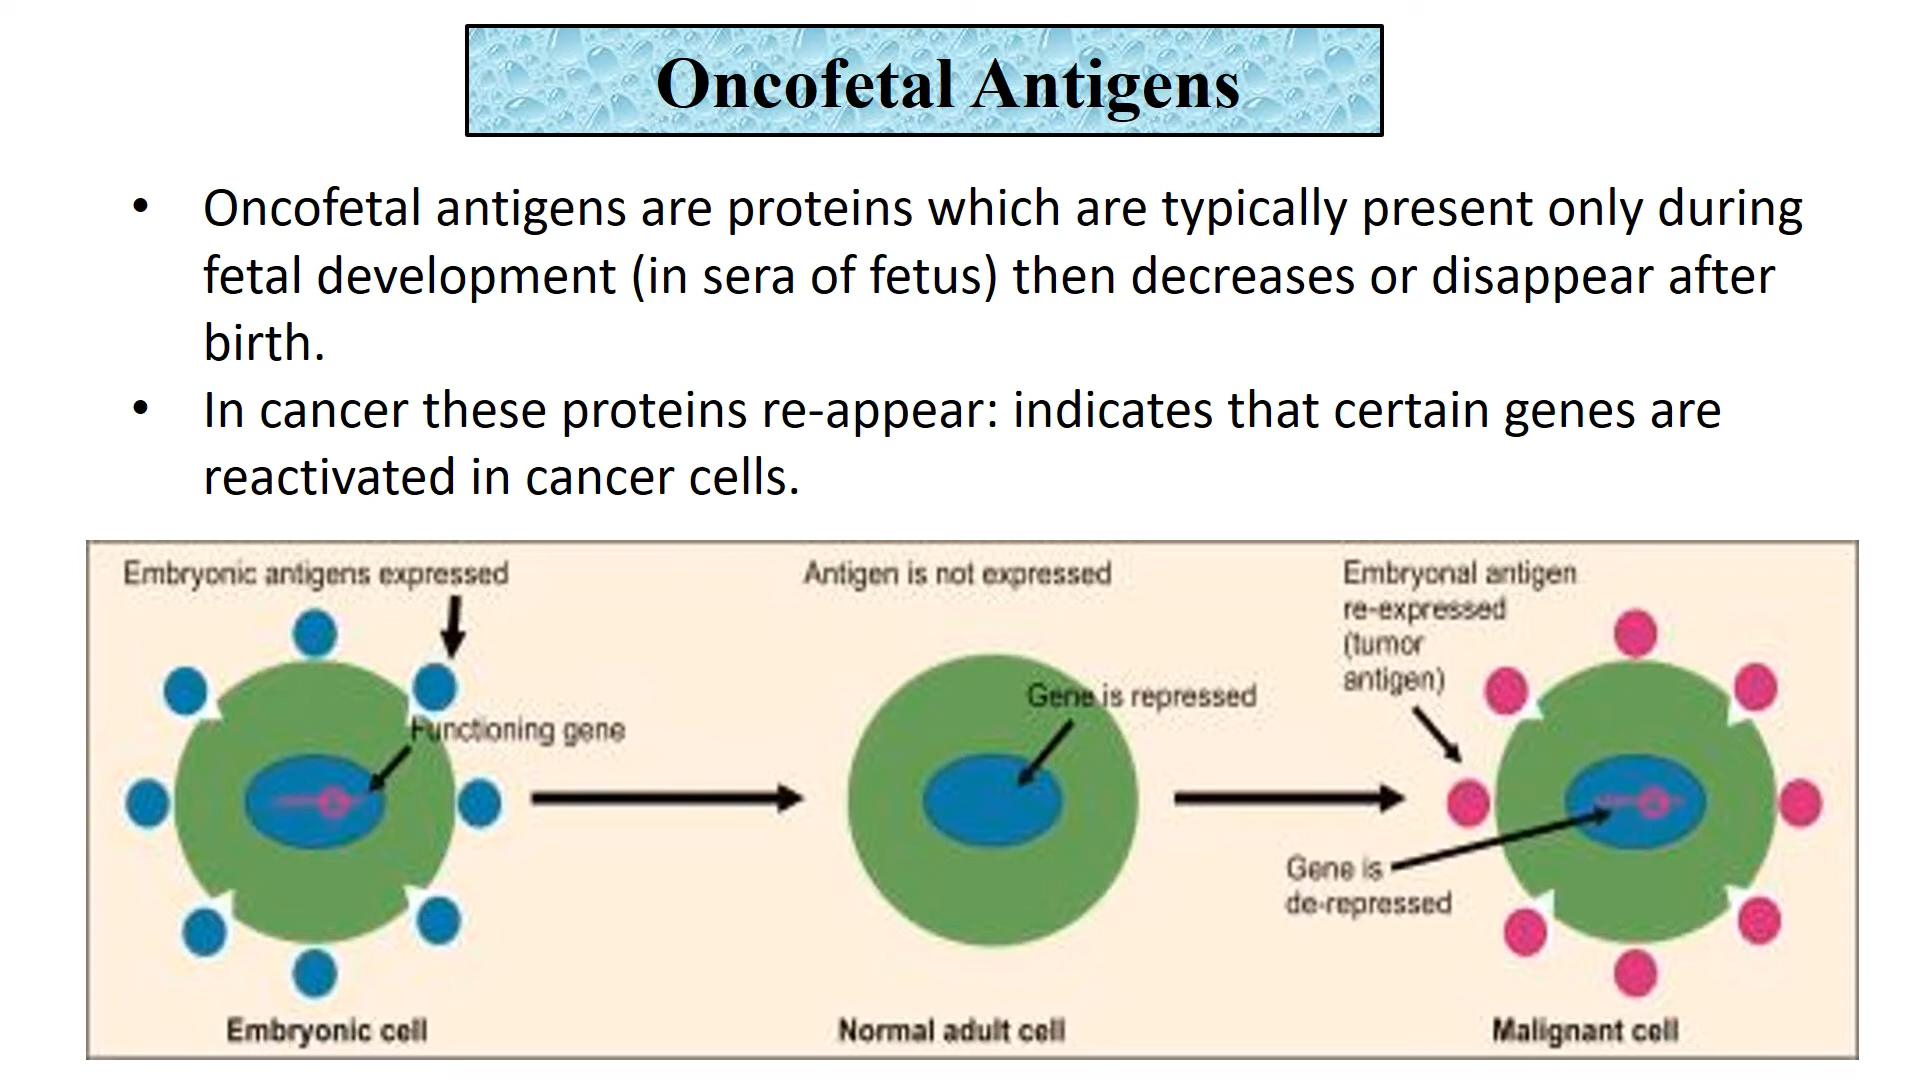 Oncofetal Antigens
• Oncofetal antigens are proteins which are typically present only during
fetal development (in sera of fetus) then decreases or disappear after
birth.
• In cancer these proteins re-appear: indicates that certain genes are
reactivated in cancer cells.
Embryonic antigens expressed
Functioning gene
Embryonic cell
Antigen is not expressed
Gene is repressed
Normal adult cell
Embryonal antigen
re-expressed
(tumor
antigen)
Gene is
de-repressed
Malignant cell